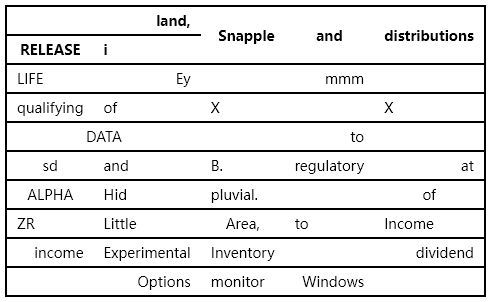 land, Snapple and distributions
RELEASE i
LIFE Ey mmm
qualifying of X X
DATA to
sd and B. regulatory at
ALPHA Hid pluvial. of
ZR Little Area, to Income
income Experimental Inventory dividend
Options monitor Windows